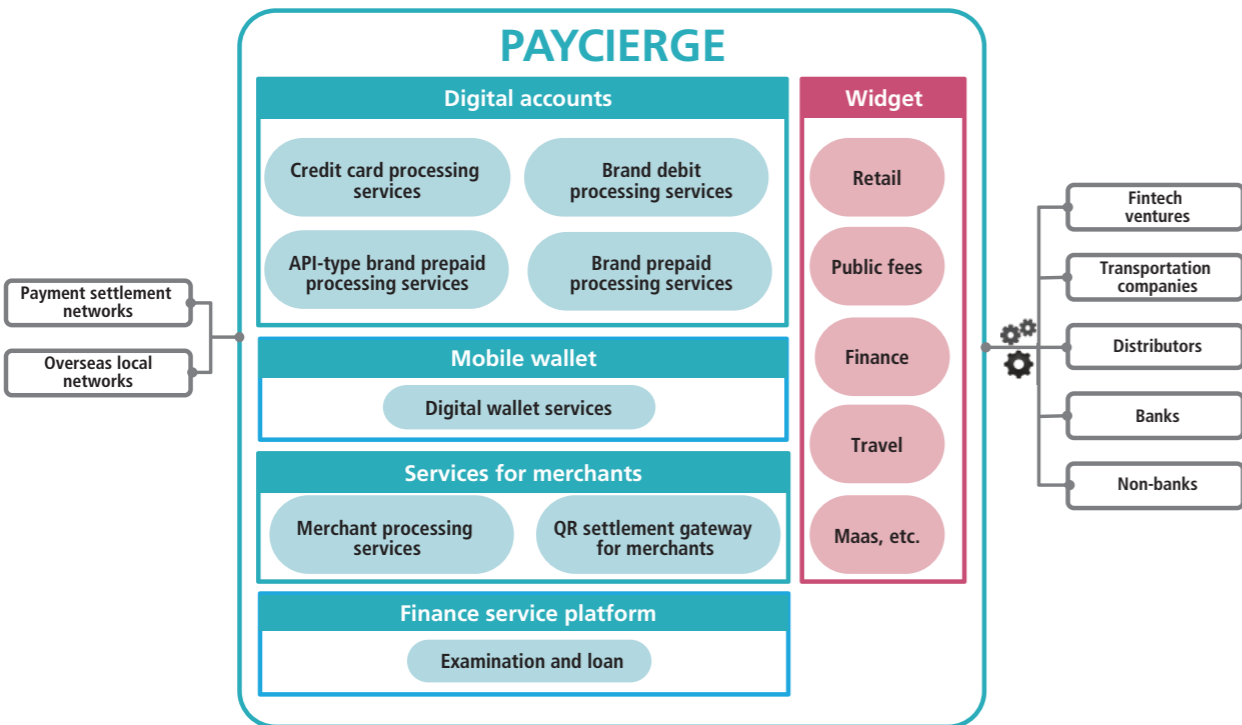 PAYCIERGE
Digital accounts
Credit card processing
services
Brand debit
processing services
API-type brand prepaid
processing services
Brand prepaid
processing services
Mobile wallet
Digital wallet services
Services for merchants
Merchant processing
services
QR settlement gateway
for merchants
Finance service platform
Examination and loan
Widget
Retail
Public fees
Finance
Travel
Maas, etc.
Payment settlement
networks
Overseas local
networks
Fintech
ventures
Transportation
companies
Distributors
Banks
Non-banks